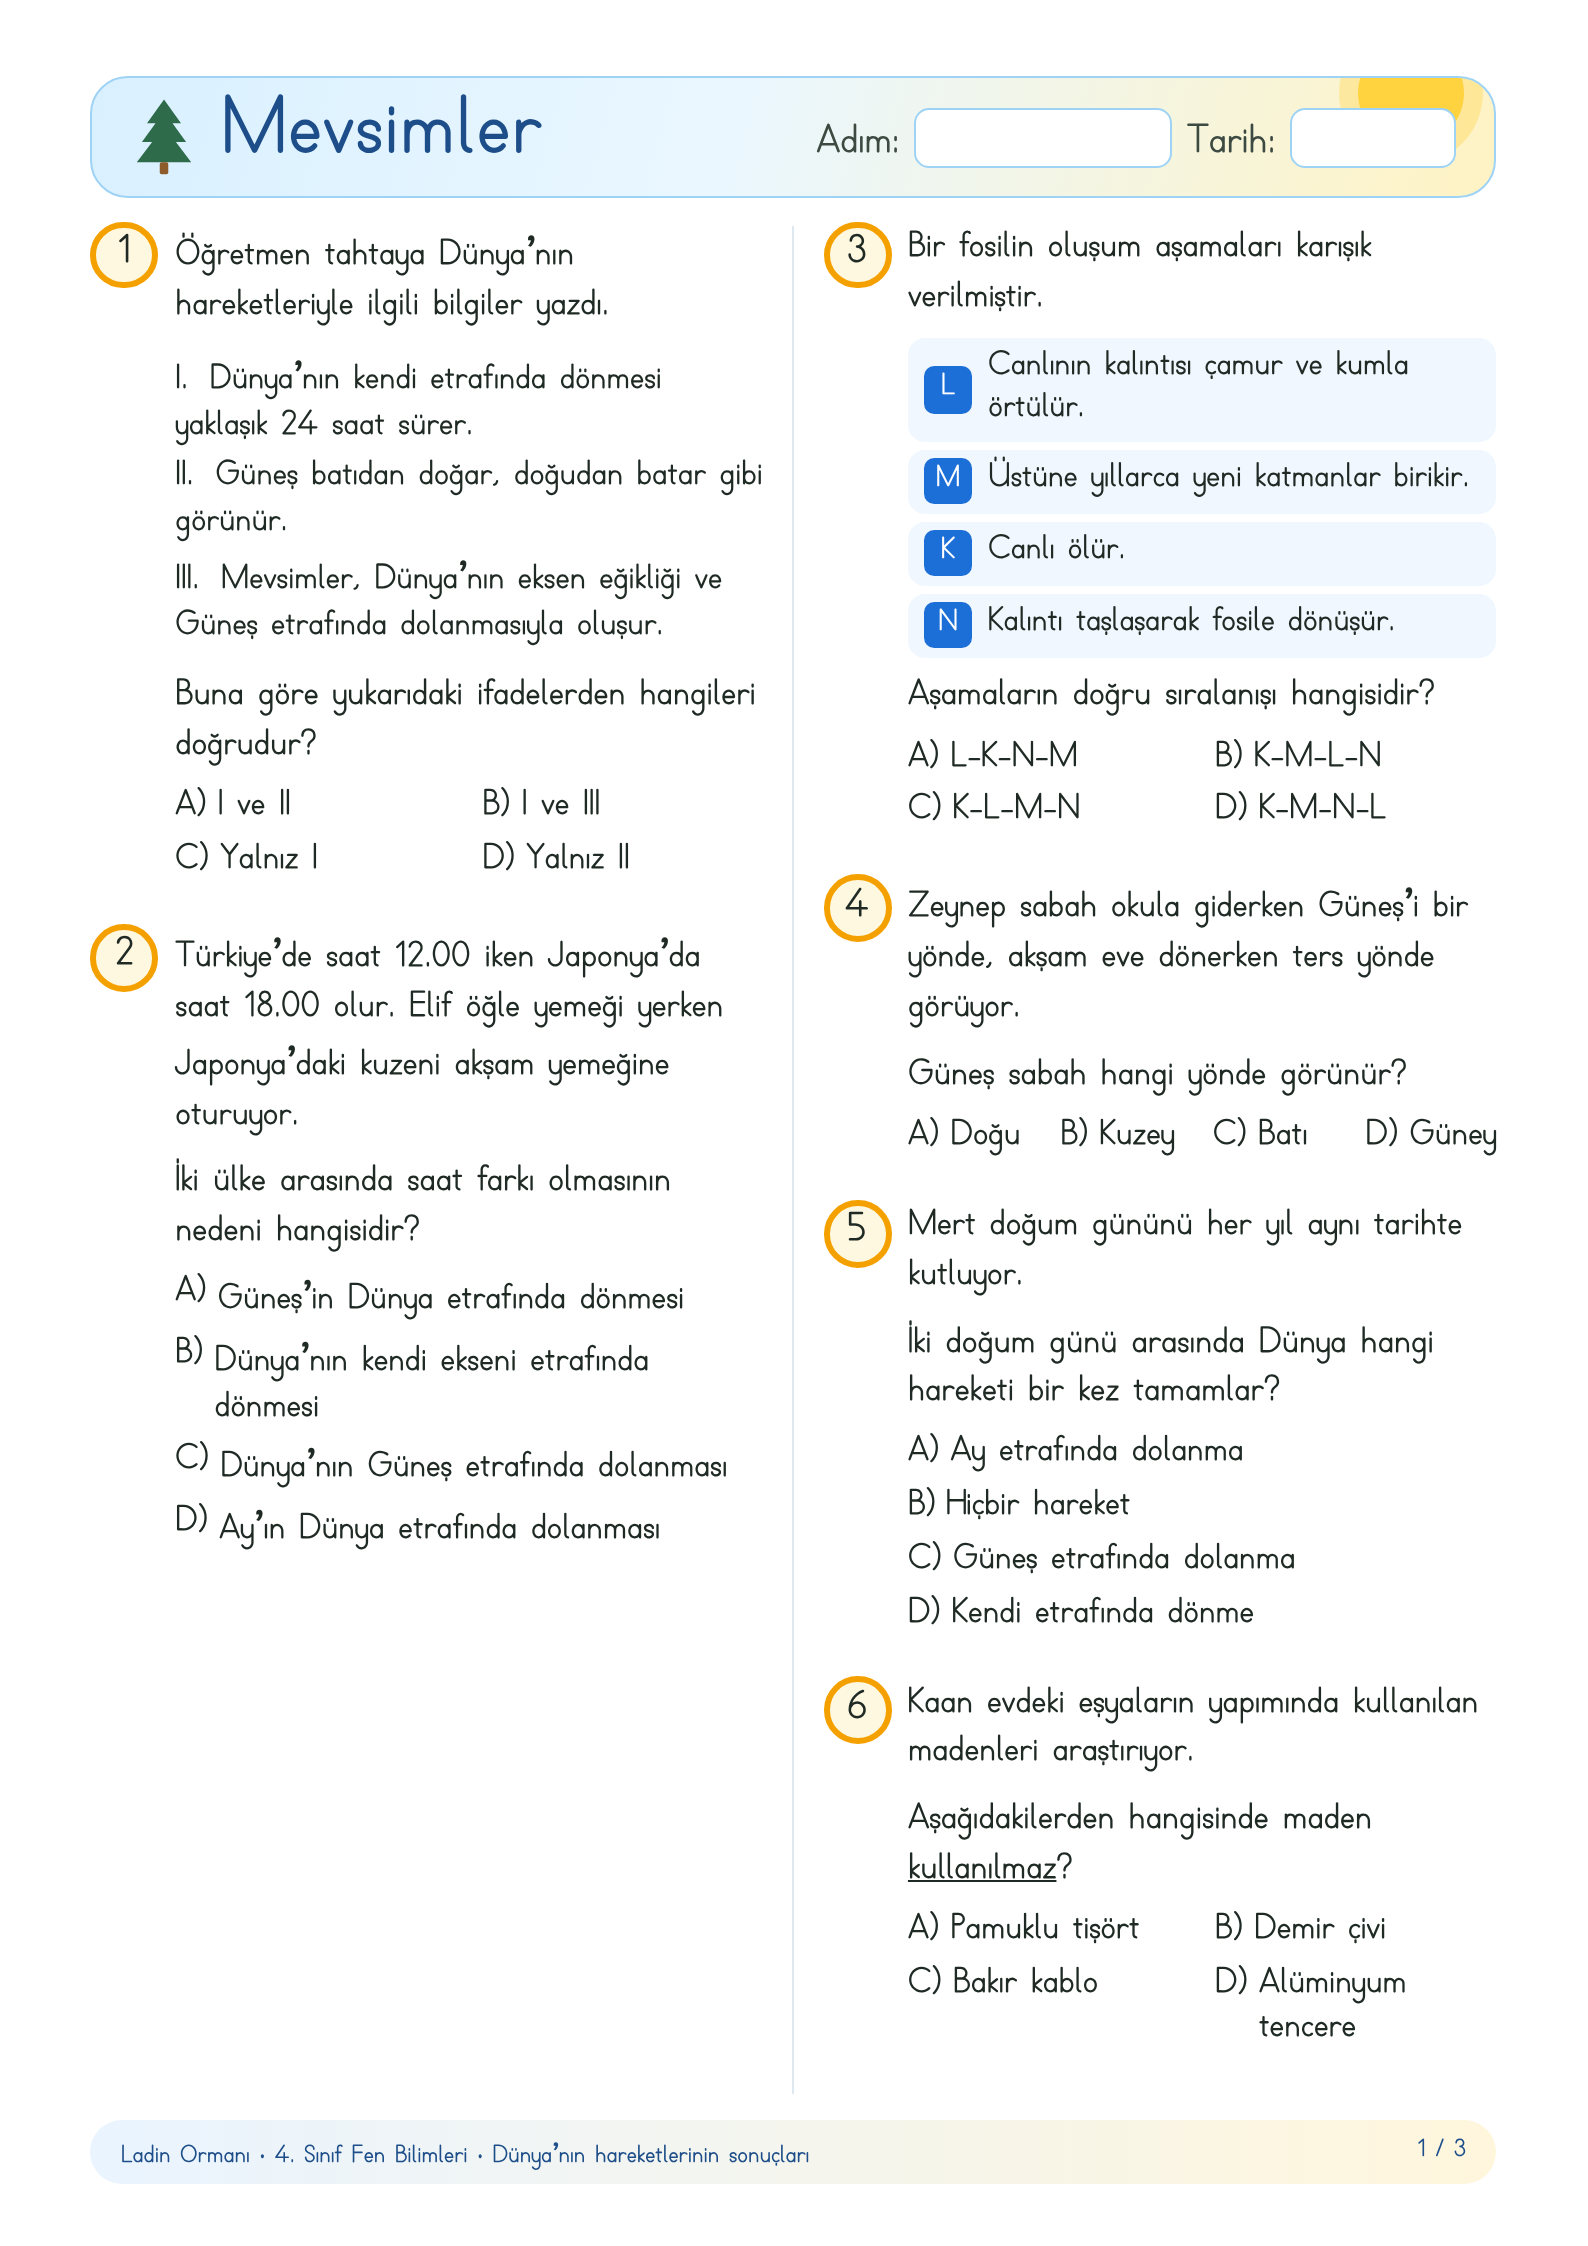 Mevsimler
Adım:
Tarih:
1
Öğretmen tahtaya Dünya'nın
hareketleriyle ilgili bilgiler yazdı.
I. Dünya'nın kendi etrafında dönmesi
yaklaşık 24 saat sürer.
II. Güneş batıdan doğar, doğudan batar gibi
görünür.
III. Mevsimler, Dünya'nın eksen eğikliği ve
Güneş etrafında dolanmasıyla oluşur.
Buna göre yukarıdaki ifadelerden hangileri
doğrudur?
A) I ve II B) I ve III
C) Yalnız I D) Yalnız II
2
Türkiye'de saat 12.00 iken Japonya'da
saat 18.00 olur. Elif öğle yemeği yerken
Japonya'daki kuzeni akşam yemeğine
oturuyor.
İki ülke arasında saat farkı olmasının
nedeni hangisidir?
A) Güneş'in Dünya etrafında dönmesi
B) Dünya'nın kendi ekseni etrafında
dönmesi
C) Dünya'nın Güneş etrafında dolanması
D) Ay'ın Dünya etrafında dolanması
3
Bir fosilin oluşum aşamaları karışık
verilmiştir.
L Canlının kalıntısı çamur ve kumla
örtülür.
M Üstüne yıllarca yeni katmanlar birikir.
K Canlı ölür.
N Kalıntı taşlaşarak fosile dönüşür.
Aşamaların doğru sıralanışı hangisidir?
A) L-K-N-M B) K-M-L-N
C) K-L-M-N D) K-M-N-L
4
Zeynep sabah okula giderken Güneş'i bir
yönde, akşam eve dönerken ters yönde
görüyor.
Güneş sabah hangi yönde görünür?
A) Doğu B) Kuzey C) Batı D) Güney
5
Mert doğum gününü her yıl aynı tarihte
kutluyor.
İki doğum günü arasında Dünya hangi
hareketi bir kez tamamlar?
A) Ay etrafında dolanma
B) Hiçbir hareket
C) Güneş etrafında dolanma
D) Kendi etrafında dönme
6
Kaan evdeki eşyaların yapımında kullanılan
madenleri araştırıyor.
Aşağıdakilerden hangisinde maden
kullanılmaz?
A) Pamuklu tişört B) Demir çivi
C) Bakır kablo D) Alüminyum
tencere
Ladin Ormanı • 4. Sınıf Fen Bilimleri • Dünya'nın hareketlerinin sonuçları
1 / 3